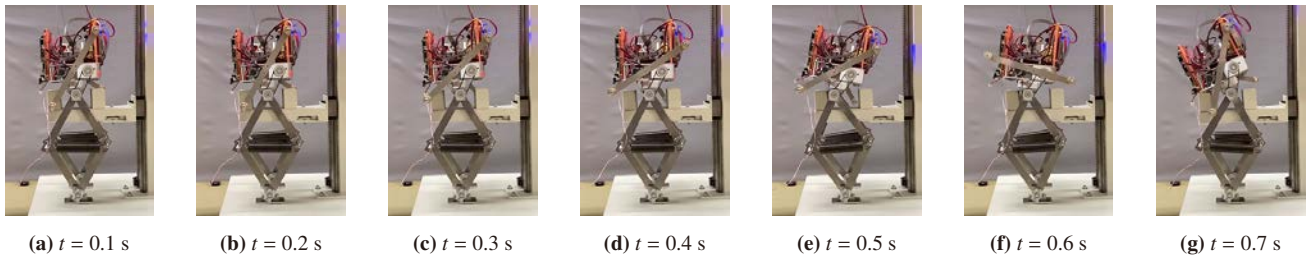 (a) t = 0.1 s
(b) t = 0.2 s
(c) t = 0.3 s
(d) t = 0.4 s
(e) t = 0.5 s
(f) t = 0.6 s
(g) t = 0.7 s